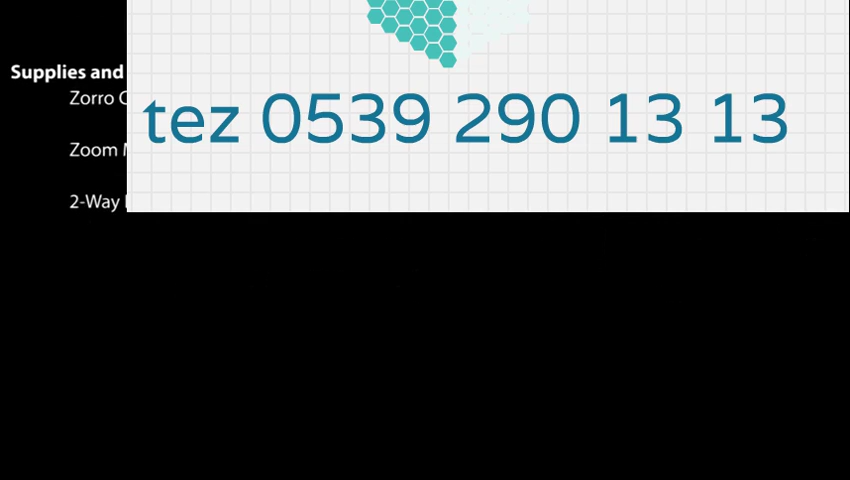 Supplies and
Zorro
Zoom
2-Way
tez 0539 290 13 13